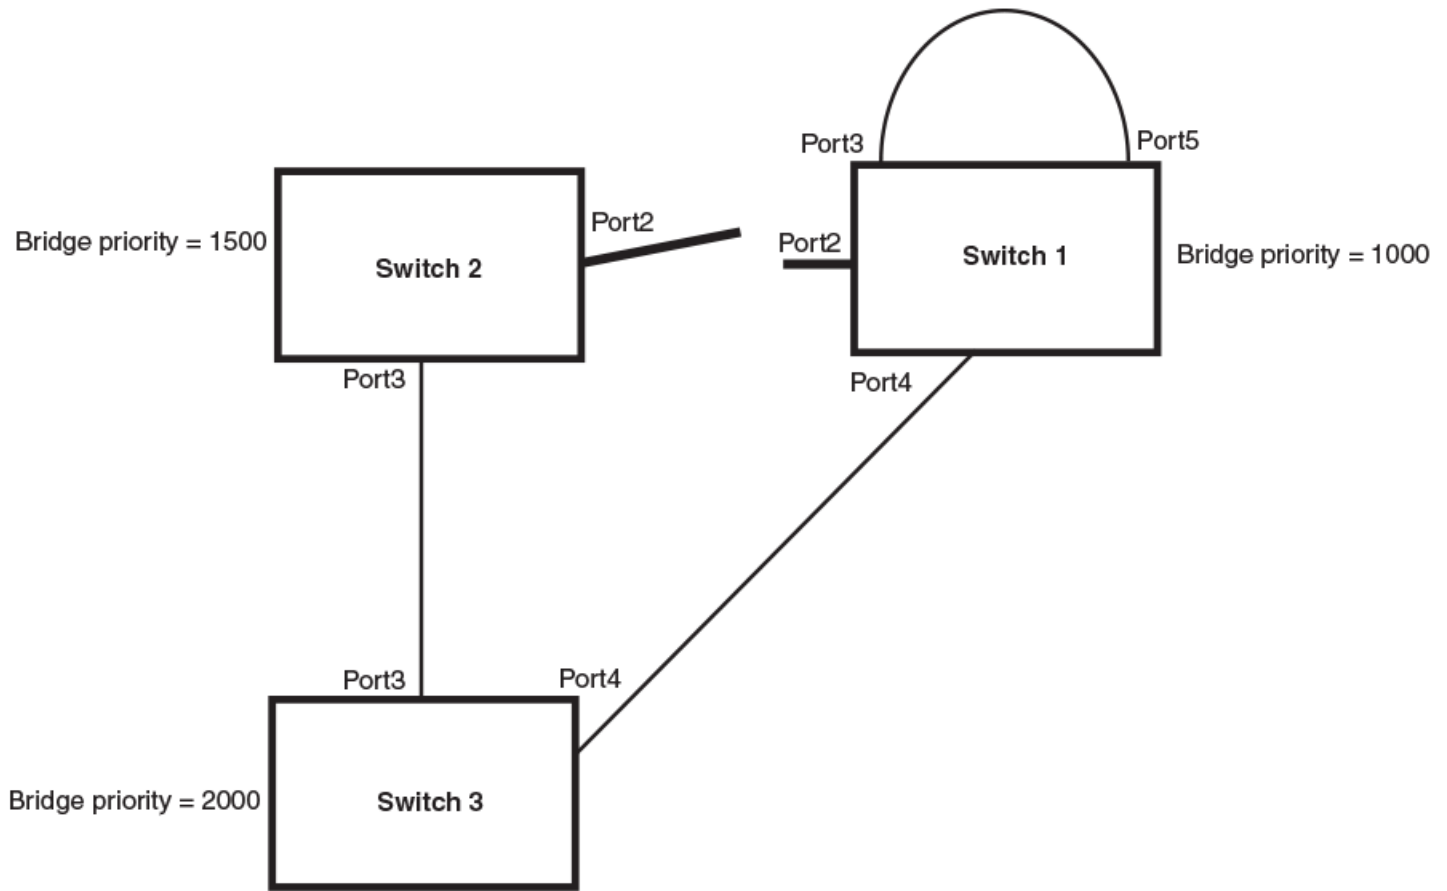 Port3
Port5
Port2
Bridge priority = 1500
Switch 2
Port2
Switch 1
Bridge priority = 1000
Port3
Port4
Port3
Port4
Bridge priority = 2000
Switch 3